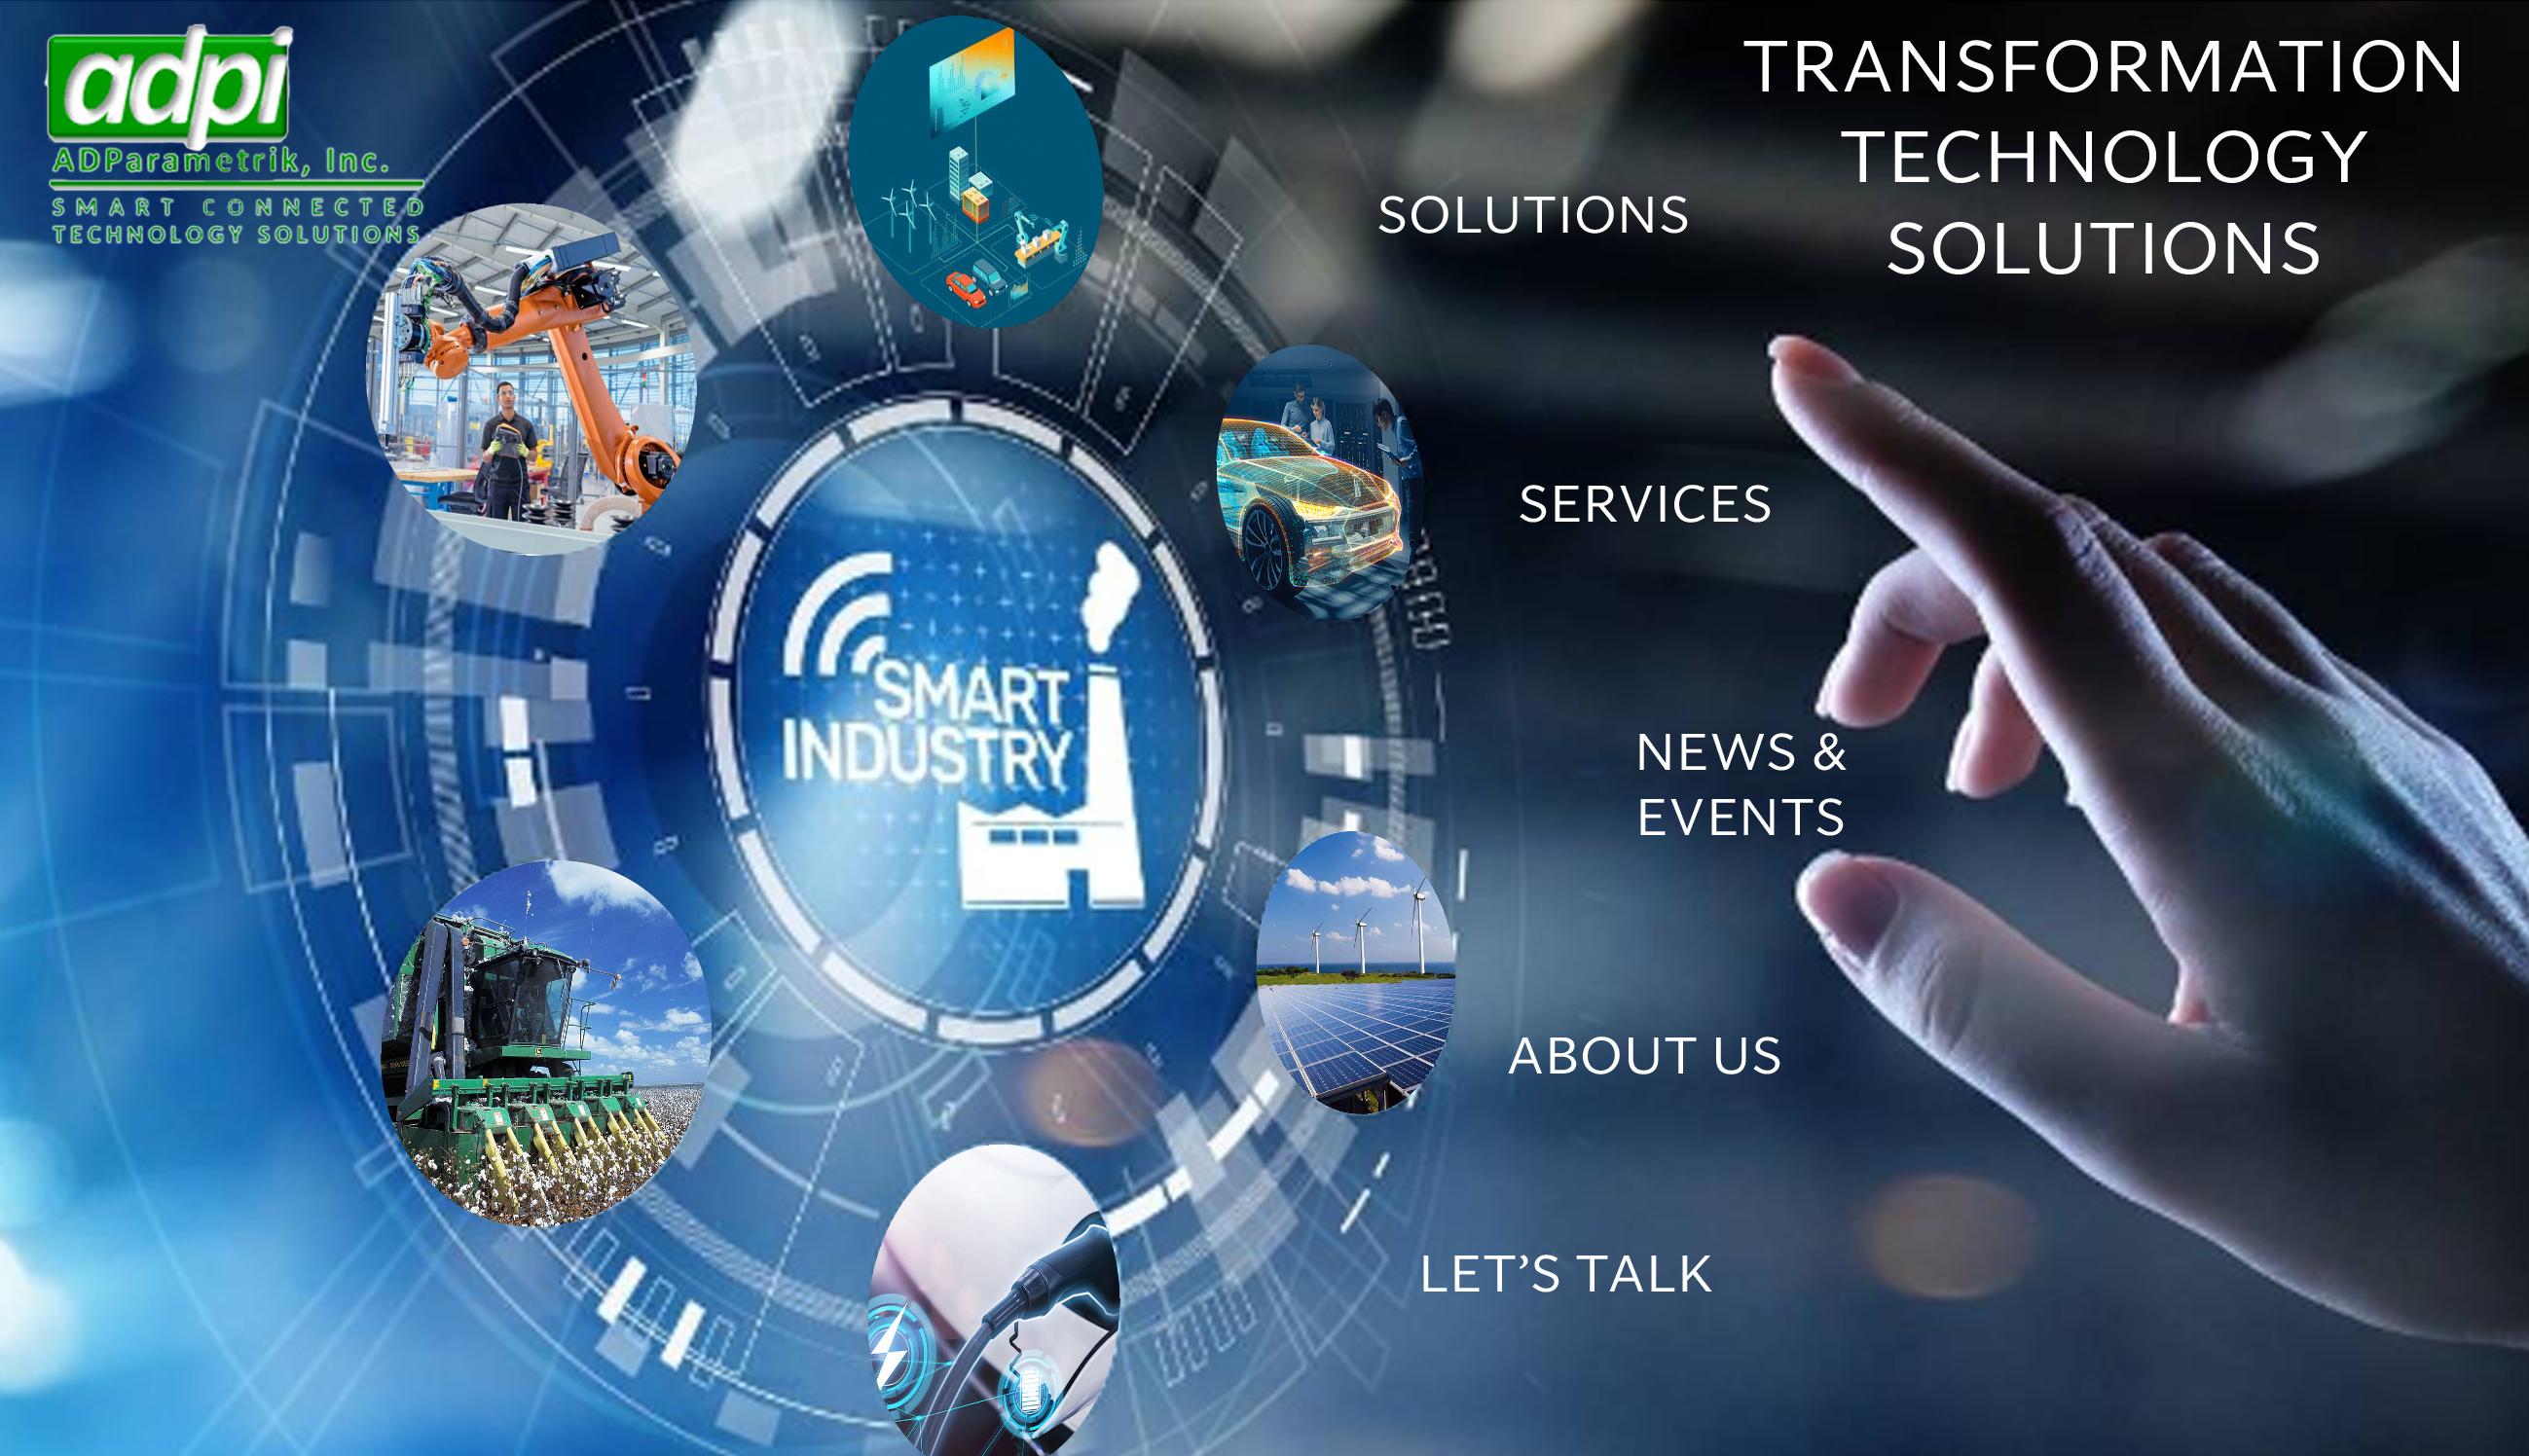 adpi
ADParametrik, Inc.
SMART CONNECTED
TECHNOLOGY SOLUTIONS
TRANSFORMATION
TECHNOLOGY
SOLUTIONS
SOLUTIONS
SERVICES
SMART
INDUSTRY
NEWS &
EVENTS
ABOUT US
LET’S TALK